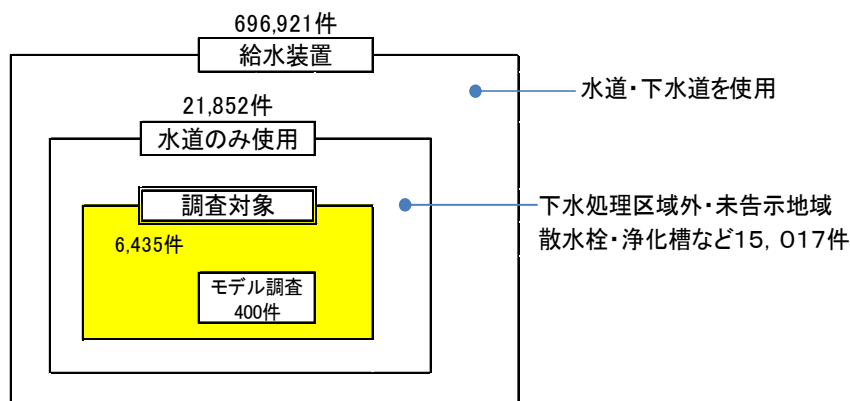 696,921件
給水装置
水道・下水道を使用
21,852件
水道のみ使用
調査対象
下水処理区域外・未告示地域
散水栓・浄化槽など15，017件
6,435件
モデル調査
400件